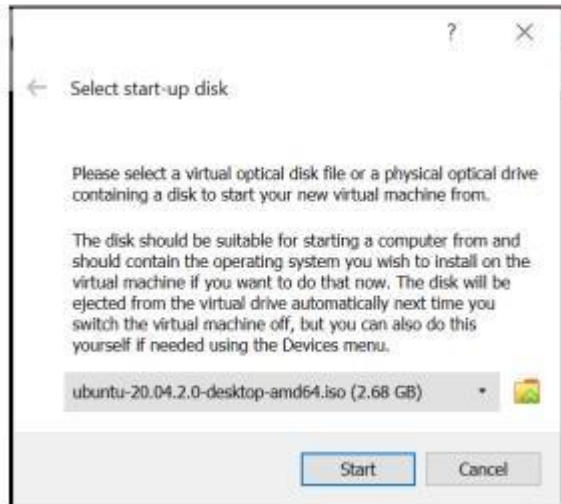 ?
Select start-up disk
Please select a virtual optical disk file or a physical optical drive
containing a disk to start your new virtual machine from.
The disk should be suitable for starting a computer from and
should contain the operating system you wish to install on the
virtual machine if you want to do that now. The disk will be
ejected from the virtual drive automatically next time you
switch the virtual machine off, but you can also do this
yourself if needed using the Devices menu.
ubuntu-20.04.2.0-desktop-amd64.iso (2.68 GB)
Start Cancel